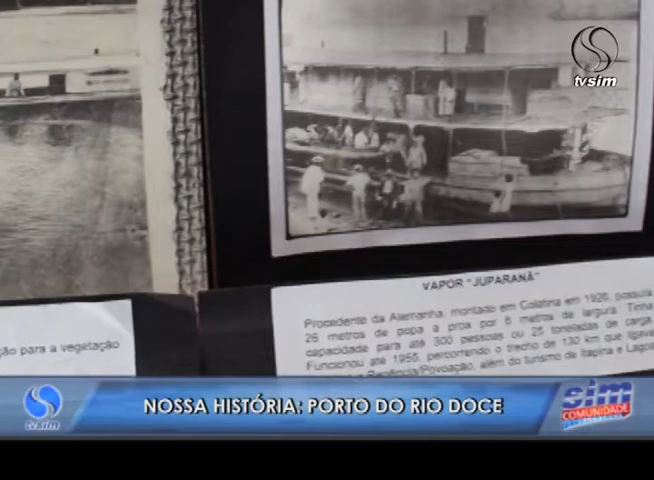 tvsim
VAPOR "JUPARANÃ"
Procedente da Alemanha, montado em Colatina em 1926, possuía
26 metros de popa a proa por 6 metros de largura. Tinha
capacidade para até 300 pessoas ou 25 toneladas de carga.
Funcionou até 1955, percorrendo o trecho de 130 km que ligava
Regência/Povoação, além do turismo de Itapina e Lagoa
ção para a vegetação
NOSSA HISTÓRIA: PORTO DO RIO DOCE
tvsim
sim
COMUNIDADE